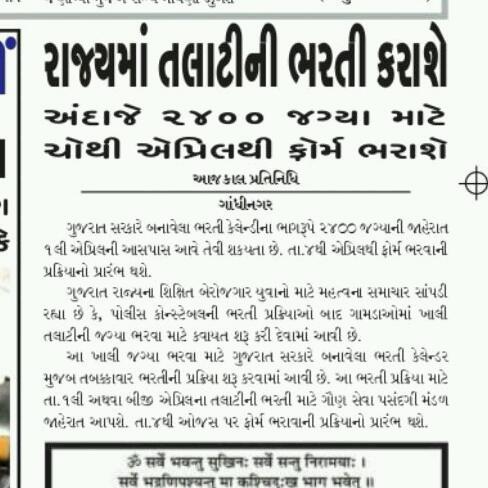 રાજ્યમાં તલાટીની ભરતી કરાશે
અંદાજે ૨૪૦૦ જગ્યા માટે
ચોથી એપ્રિલથી ફોર્મ ભરાશે
આજકાલ પ્રતિનિધિ
ગાંધીનગર
ગુજરાત સરકારે બનાવેલા ભરતી કેલેન્ડીના ભાગરૂપે ૨૪૦૦ જગ્યાની જાહેરાત
૧લી એપ્રિલની આસપાસ આવે તેવી શકયતા છે. તા.૪થી એપ્રિલથી ફોર્મ ભરવાની
પ્રક્રિયાનો પ્રારંભ થશે.
ગુજરાત રાજ્યના શિક્ષિત બેરોજગાર યુવાનો માટે મહત્વના સમાચાર સાંપડી
રહ્યા છે કે, પોલીસ કોન્સ્ટેબલની ભરતી પ્રક્રિયાઓ બાદ ગામડાઓમાં ખાલી
તલાટીની જગ્યા ભરવા માટે કવાયત શરૂ કરી દેવામાં આવી છે.
આ ખાલી જગ્યા ભરવા માટે ગુજરાત સરકારે બનાવેલા ભરતી કેલેન્ડર
મુજબ તબક્કાવાર ભરતીની પ્રક્રિયા શરૂ કરવામાં આવી છે. આ ભરતી પ્રક્રિયા માટે
તા.૧લી અથવા બીજી એપ્રિલના તલાટીની ભરતી માટે ગૌણ સેવા પસંદગી મંડળ
જાહેરાત આપશે. તા.૪થી ઓજસ પર ફોર્મ ભરાવાની પ્રક્રિયાનો પ્રારંભ થશે.
ॐ सर्वे भवन्तु सुखिनः सर्वे सन्तु निरामयाः ।
सर्वे भद्रणिपश्यन्तु मा कश्चिद्दुःख भाग भवेत् ॥